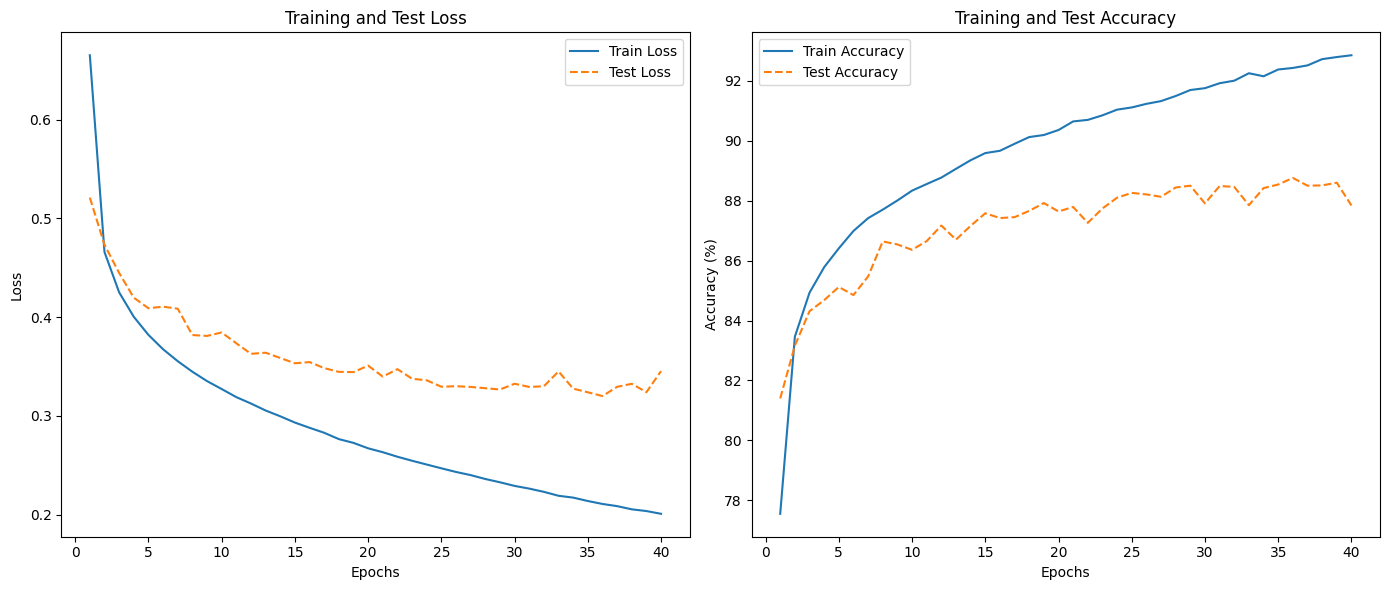 Training and Test Loss
Train Loss
Test Loss
0.6
0.5
0.4
0.3
0.2
Loss
0 5 10 15 20 25 30 35 40
Epochs
Training and Test Accuracy
Train Accuracy
Test Accuracy
92
90
88
86
84
82
80
78
Accuracy (%)
0 5 10 15 20 25 30 35 40
Epochs